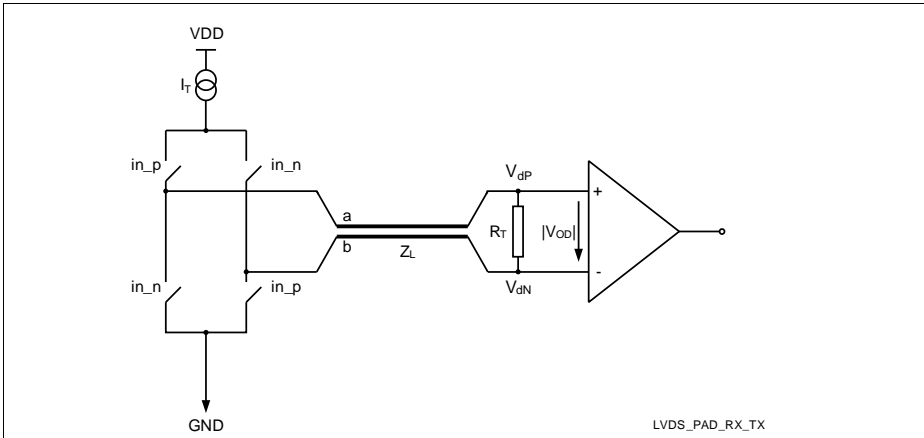 VDD
I_T
in_p
in_n
V_dP
a
+
R_T
|V_OD|
b
Z_L
-
in_n
in_p
V_dN
GND
LVDS_PAD_RX_TX